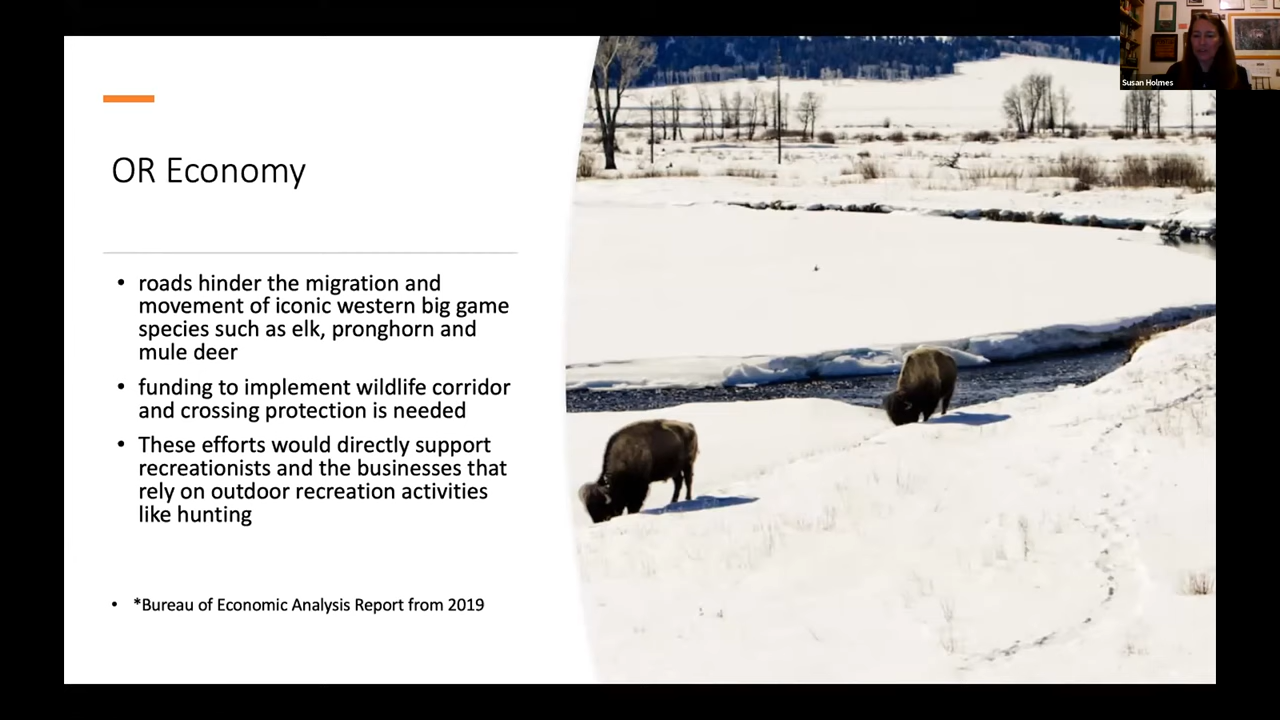 Susan Holmes
OR Economy
• roads hinder the migration and
movement of iconic western big game
species such as elk, pronghorn and
mule deer
• funding to implement wildlife corridor
and crossing protection is needed
• These efforts would directly support
recreationists and the businesses that
rely on outdoor recreation activities
like hunting
• *Bureau of Economic Analysis Report from 2019